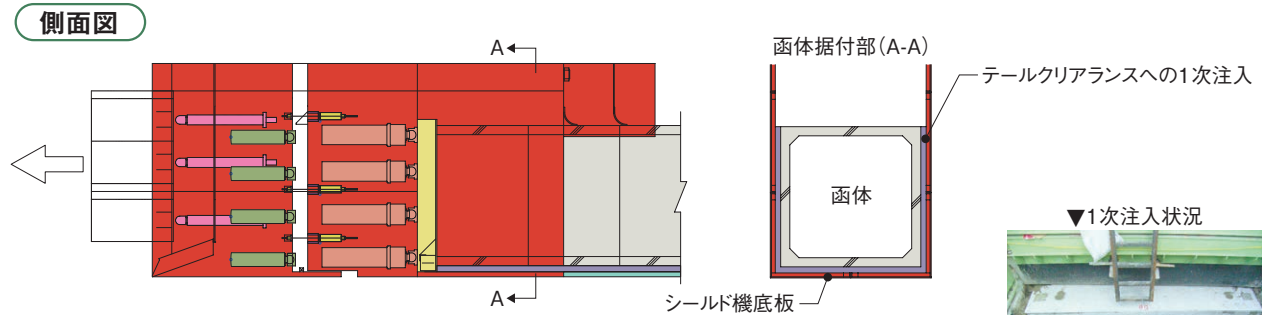 側面図
A
函体据付部(A-A)
テールクリアランスへの1次注入
函体
▼1次注入状況
A
シールド機底板